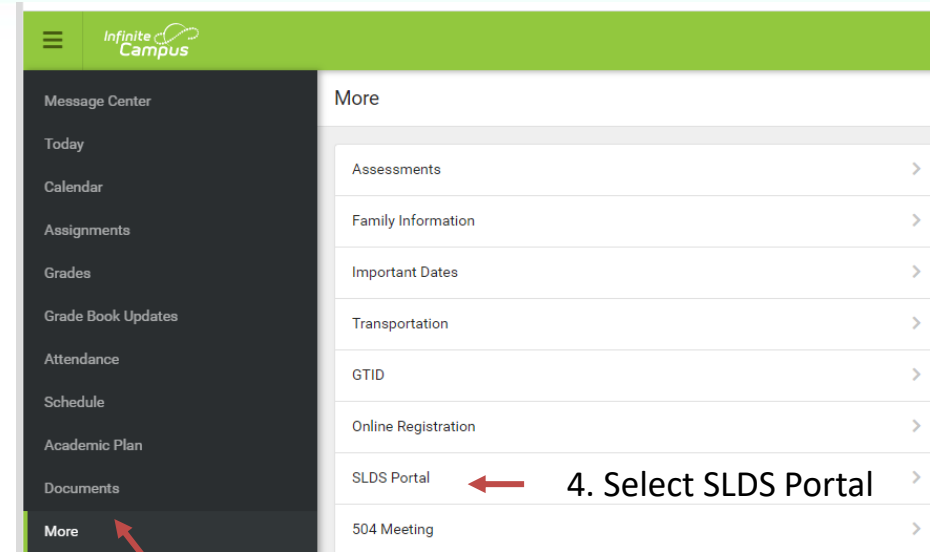 Infinite
Campus
Message Center
Today
Calendar
Assignments
Grades
Grade Book Updates
Attendance
Schedule
Academic Plan
Documents
More
More
Assessments
Family Information
Important Dates
Transportation
GTID
Online Registration
SLDS Portal
4. Select SLDS Portal
504 Meeting